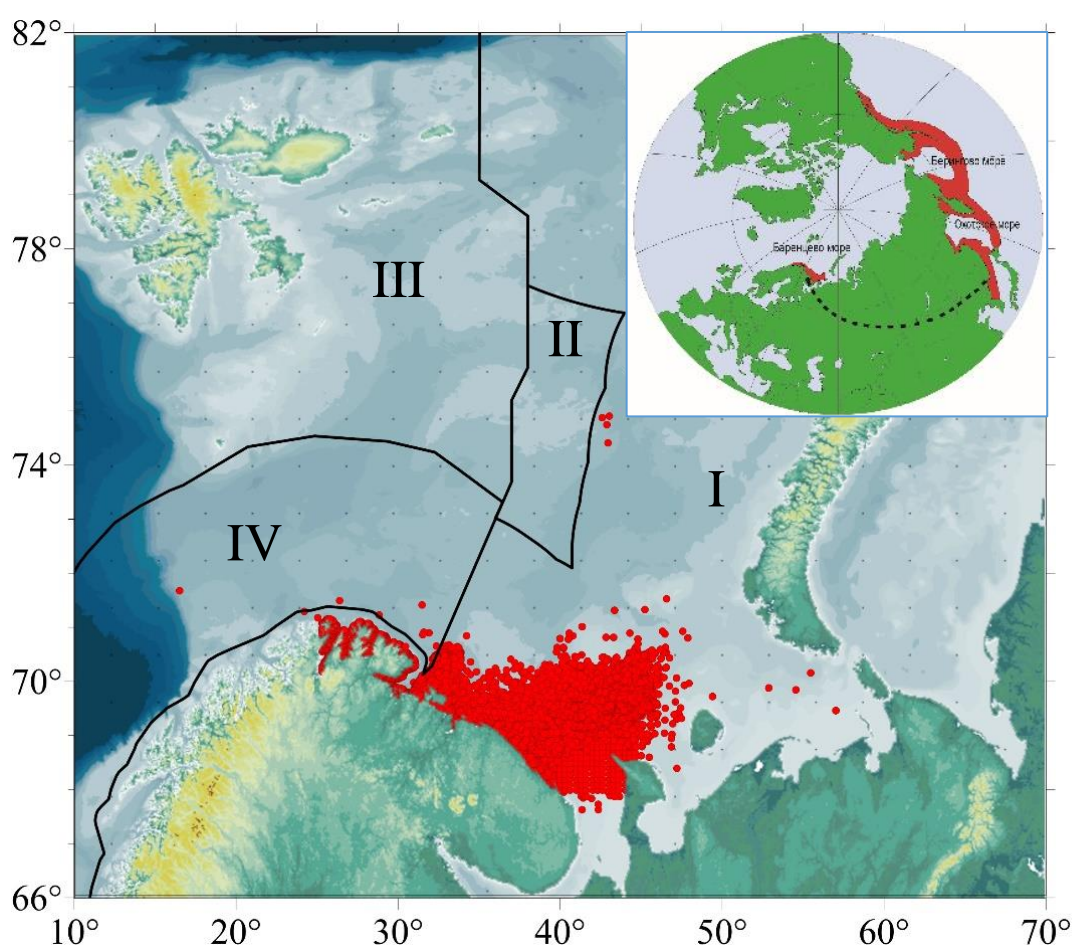 82°
78°
74°
70°
66°
10°
20°
30°
40°
50°
60°
70°
III
II
I
IV
Берингово море
Охотское море
Баренцево море